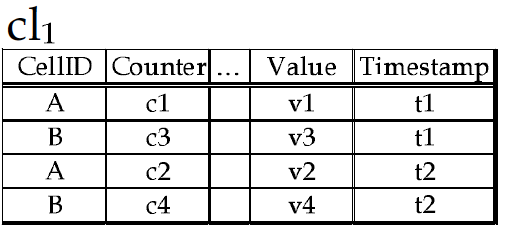 cl1
CellID Counter ... Value Timestamp
A c1 v1 t1
B c3 v3 t1
A c2 v2 t2
B c4 v4 t2